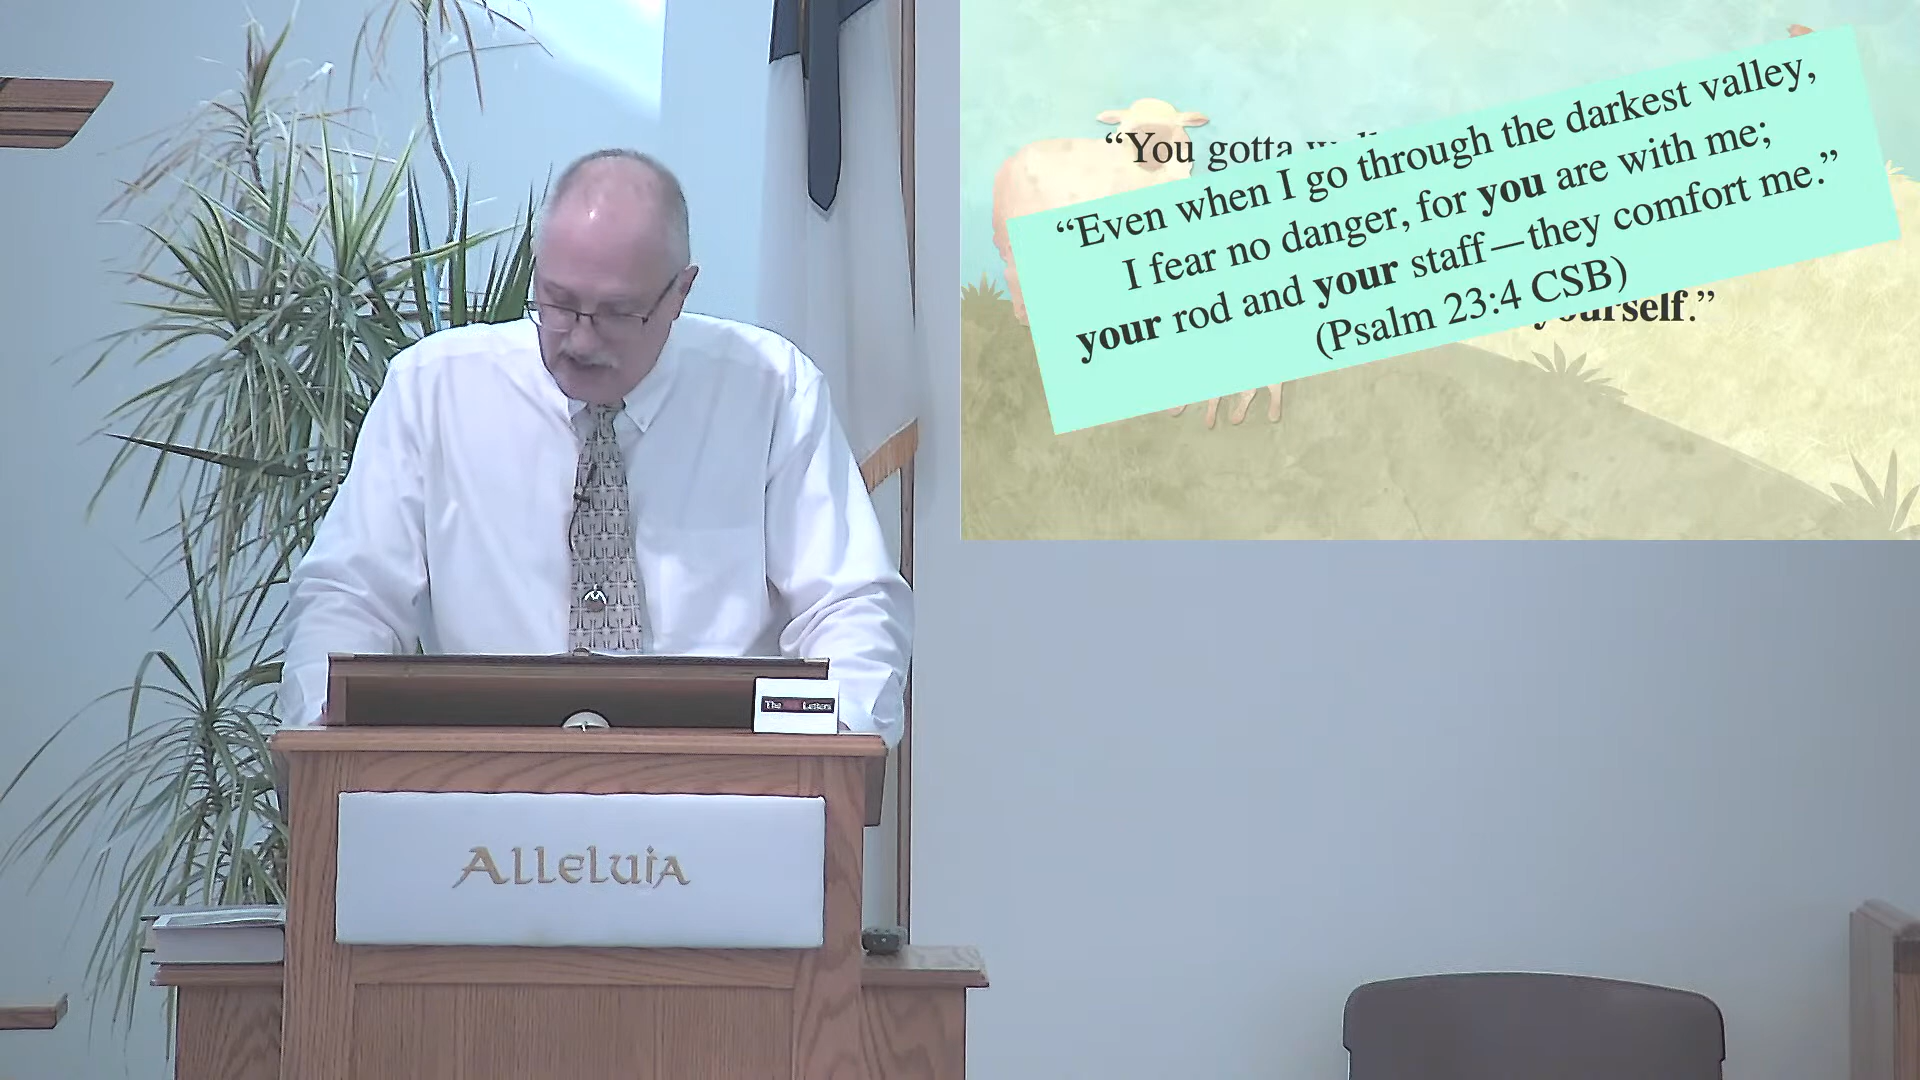 “You gotta
“Even when I go through the darkest valley,
I fear no danger, for you are with me;
your rod and your staff—they comfort me.”
(Psalm 23:4 CSB)
yourself.”
The Letters
Alleluia